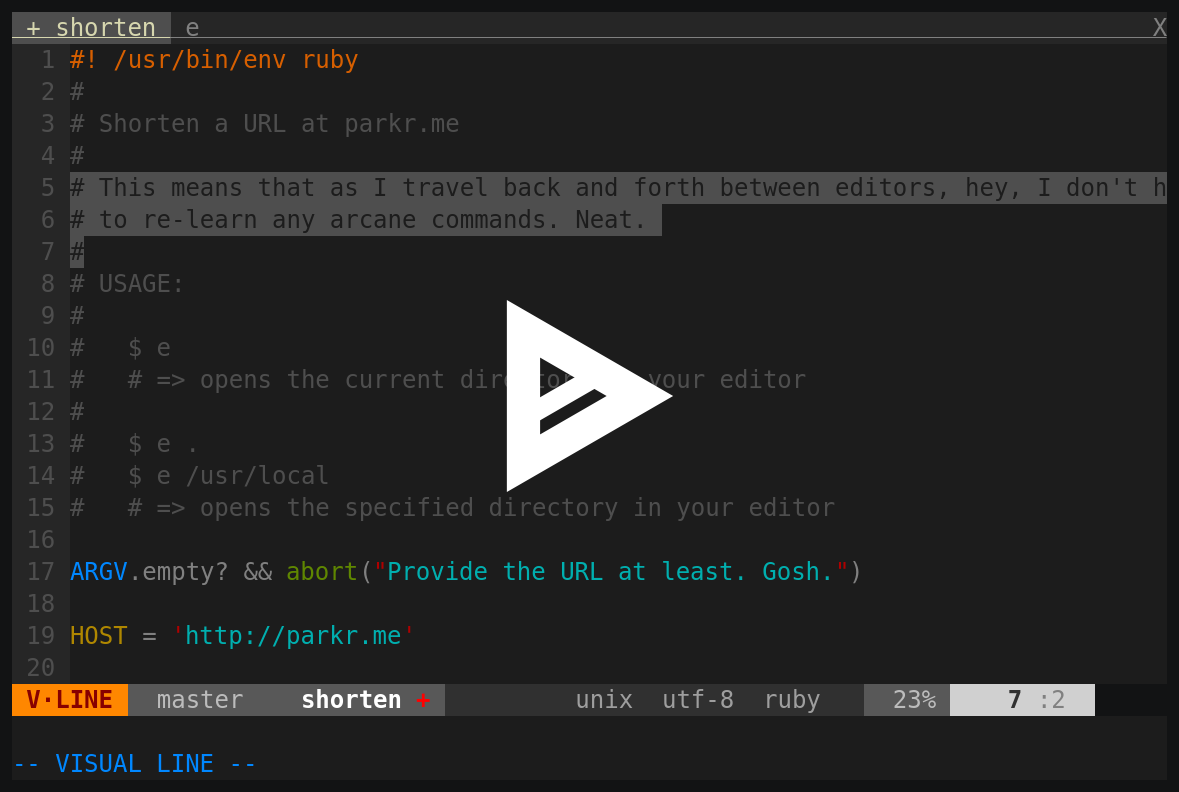 + shorten  e  X
1 #! /usr/bin/env ruby
2 #
3 # Shorten a URL at parkr.me
4 #
5 # This means that as I travel back and forth between editors, hey, I don't h
6 # to re-learn any arcane commands. Neat.
7 #
8 # USAGE:
9 #
10 #   $ e
11 #   # => opens the current your editor
12 #
13 #   $ e .
14 #   $ e /usr/local
15 #   # => opens the specified directory in your editor
16
17 ARGV.empty? && abort("Provide the URL at least. Gosh.")
18
19 HOST = 'http://parkr.me'
20
V·LINE  master  shorten +  unix  utf-8  ruby  23%  7 :2
-- VISUAL LINE --